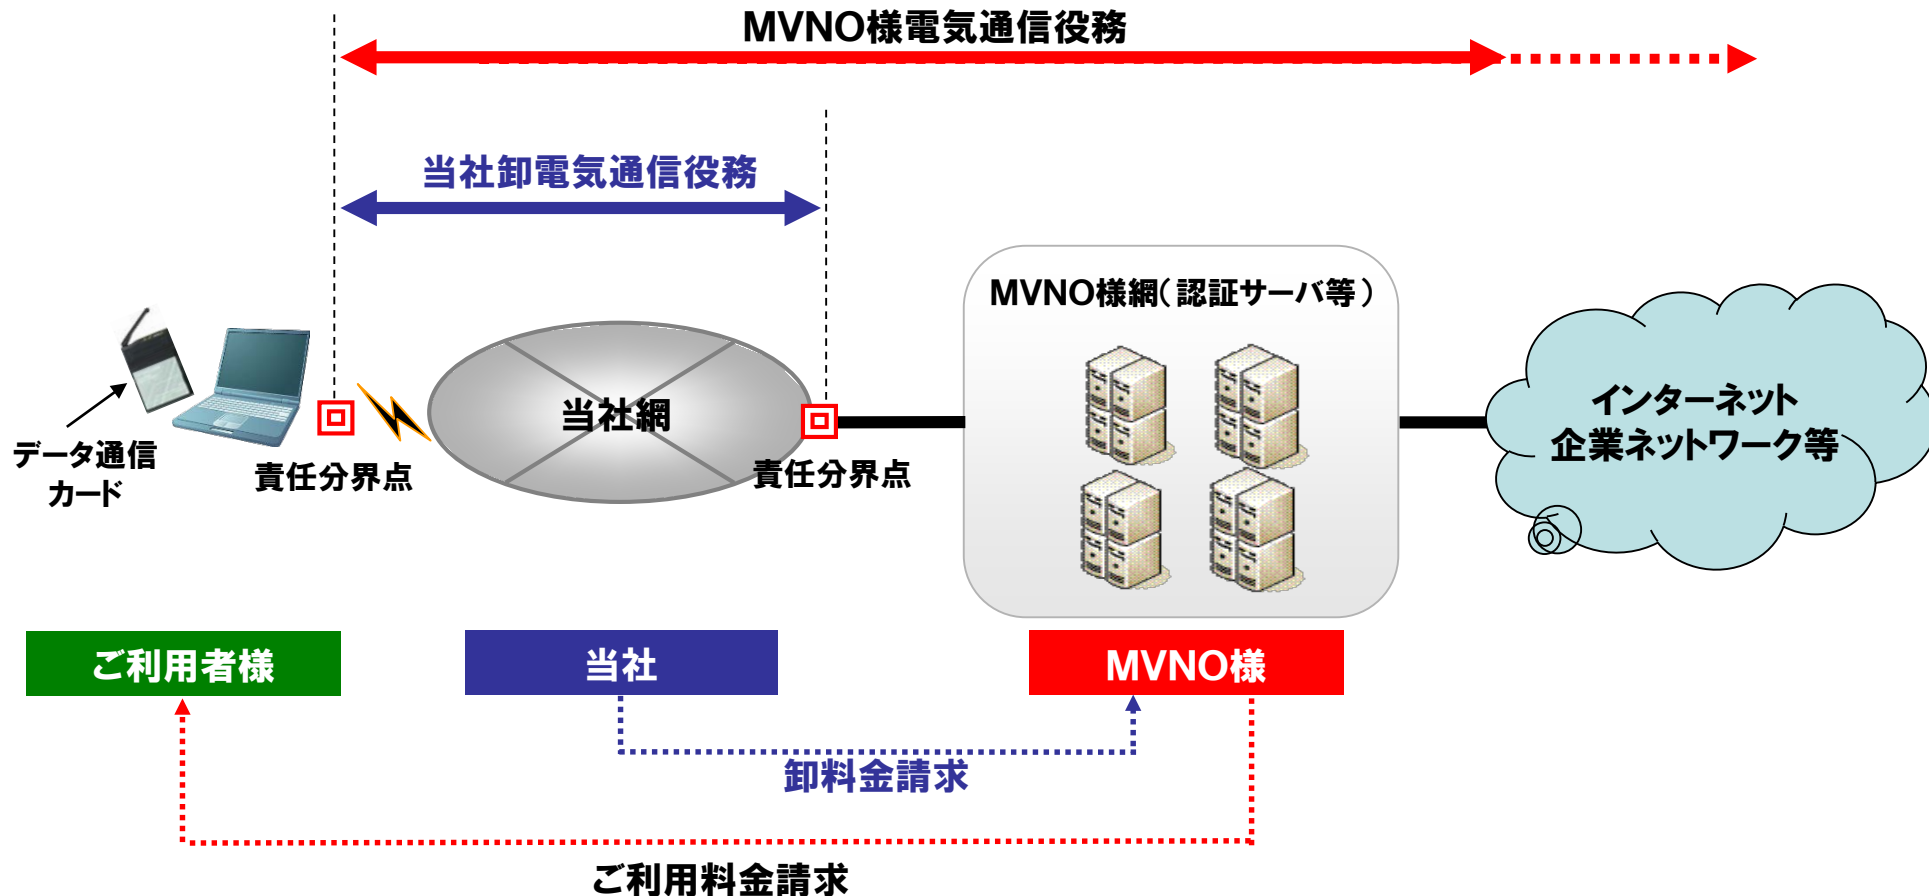 MVNO様電気通信役務
当社卸電気通信役務
MVNO様網(認証サーバ等)
データ通信
カード
責任分界点
当社網
責任分界点
インターネット
企業ネットワーク等
ご利用者様
当社
MVNO様
卸料金請求
ご利用料金請求